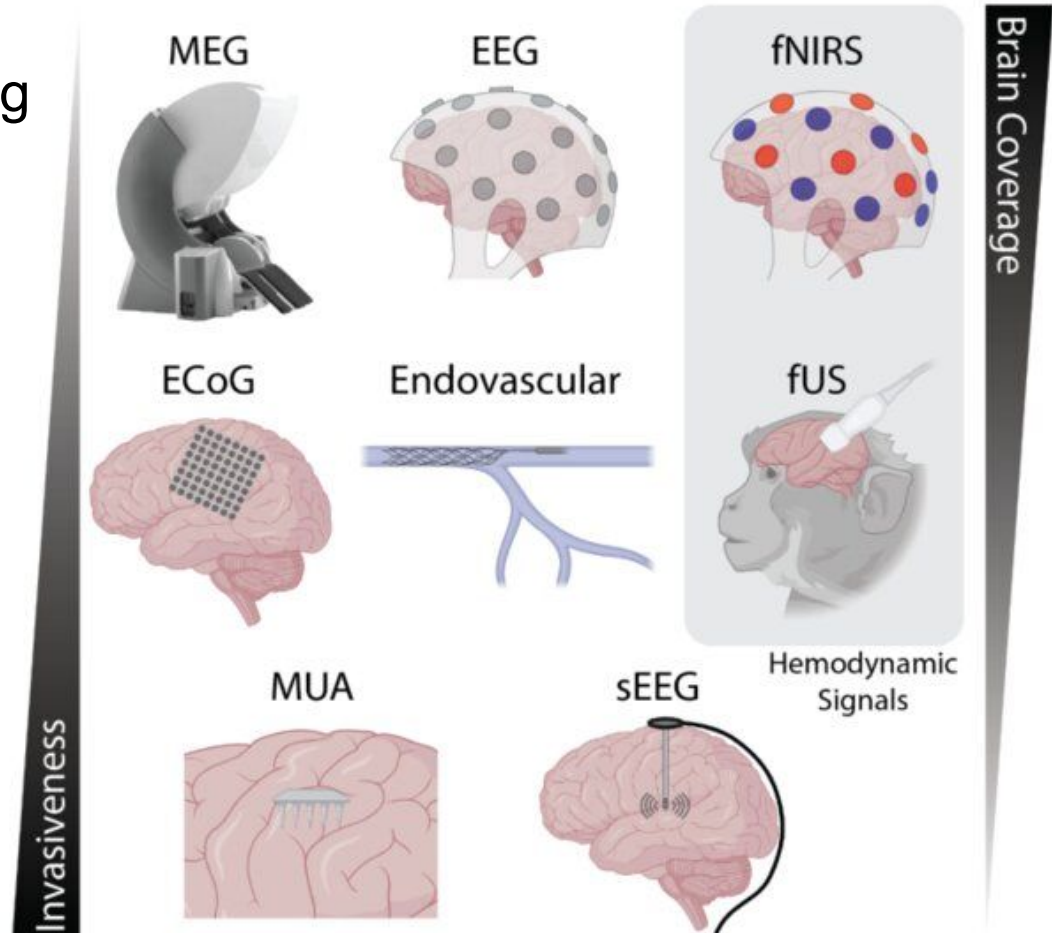 g
MEG
EEG
fNIRS
Brain Coverage
ECoG
Endovascular
fUS
Hemodynamic
Signals
MUA
sEEG
Invasiveness